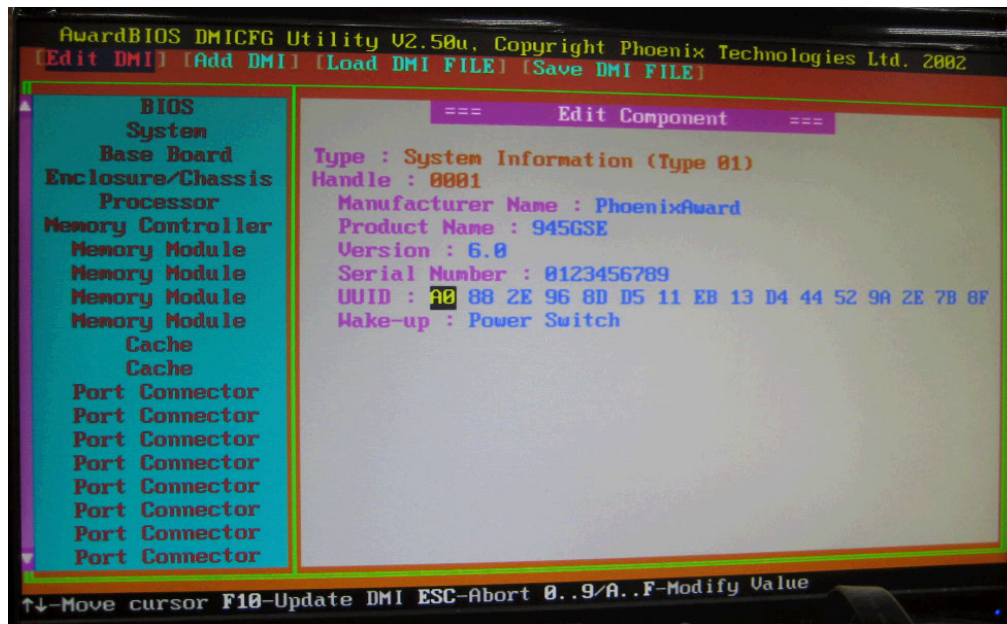 AwardBIOS DMICFG Utility V2.50u, Copyright Phoenix Technologies Ltd. 2002
[Edit DMI] [Add DMI] [Load DMI FILE] [Save DMI FILE]
BIOS
System
Base Board
Enclosure/Chassis
Processor
Memory Controller
Memory Module
Memory Module
Memory Module
Memory Module
Cache
Cache
Port Connector
Port Connector
Port Connector
Port Connector
Port Connector
Port Connector
Port Connector
Port Connector
=== Edit Component ===
Type : System Information (Type 01)
Handle : 0001
Manufacturer Name : PhoenixAward
Product Name : 945GSE
Version : 6.0
Serial Number : 0123456789
UUID : A0 88 2E 96 8D D5 11 EB 13 D4 44 52 9A 2E 7B 8F
Wake-up : Power Switch
↑↓-Move cursor F10-Update DMI ESC-Abort 0..9/A..F-Modify Value